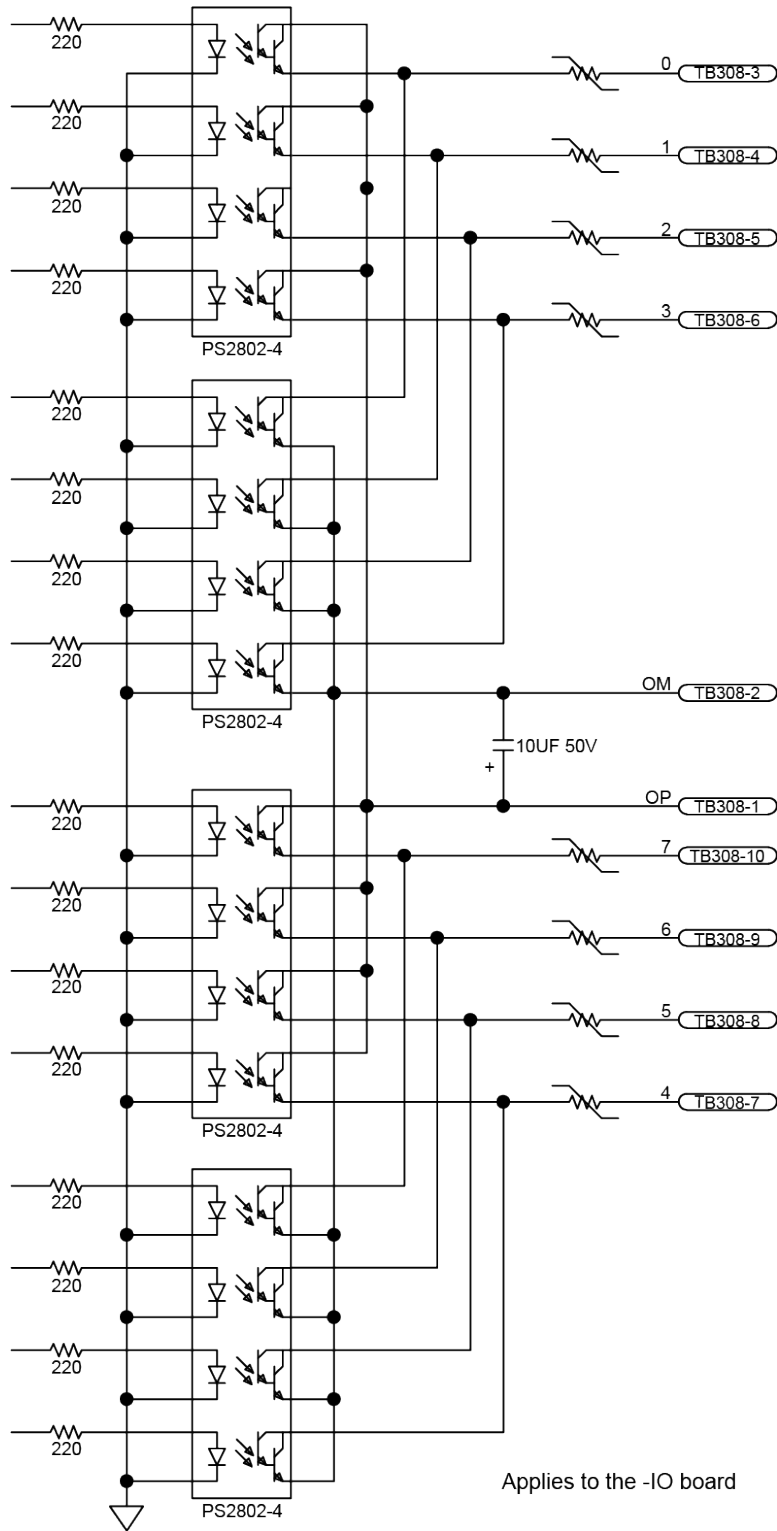 220
0 TB308-3
220
1 TB308-4
220
2 TB308-5
220
3 TB308-6
PS2802-4
220
220
220
220
OM TB308-2
PS2802-4
10UF 50V
+
220
OP TB308-1
7 TB308-10
220
6 TB308-9
220
5 TB308-8
220
4 TB308-7
PS2802-4
220
220
220
220
Applies to the -IO board
PS2802-4